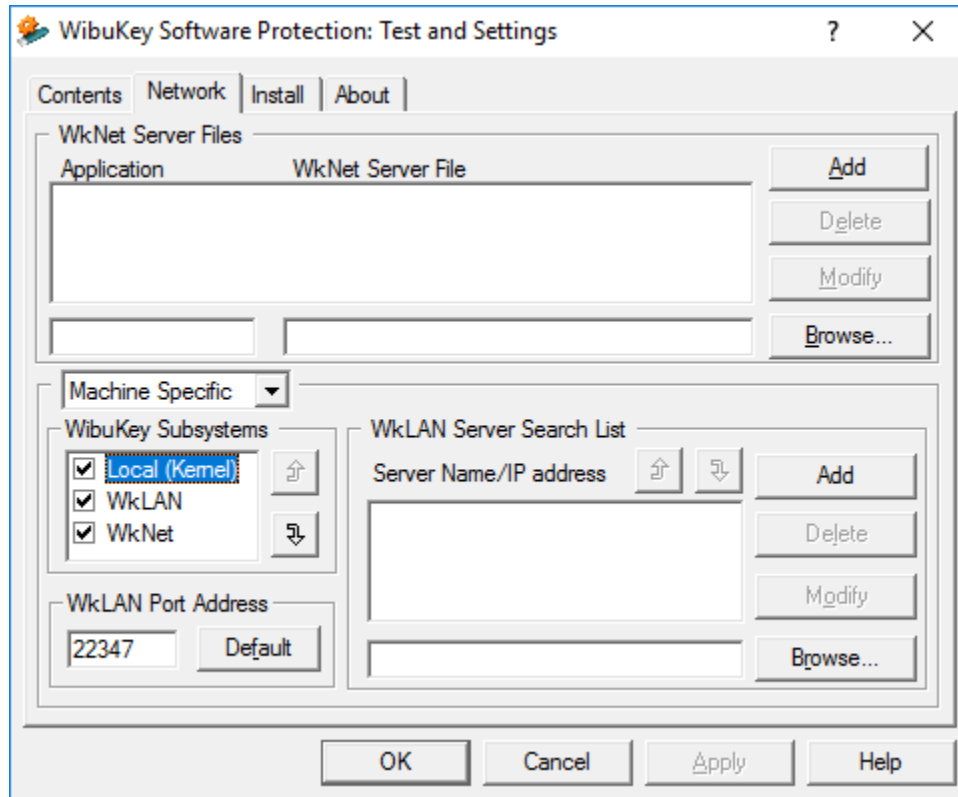 WibuKey Software Protection: Test and Settings
?
Contents
Network
Install
About
WkNet Server Files
Application
WkNet Server File
Add
Delete
Modify
Browse...
Machine Specific
WibuKey Subsystems
Local (Kernel)
WkLAN
WkNet
WkLAN Port Address
22347
Default
WkLAN Server Search List
Server Name/IP address
Add
Delete
Modify
Browse...
OK
Cancel
Apply
Help